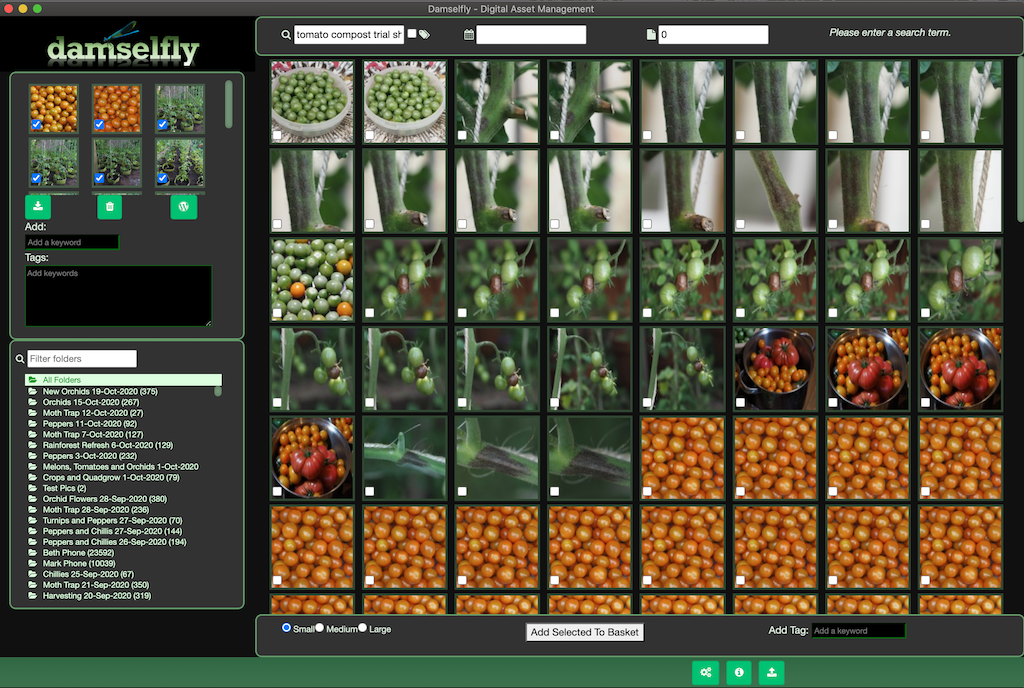 Damselfly - Digital Asset Management
damselfly
tomato compost trial sh
0
Please enter a search term.
Add:
Add a keyword
Tags:
Add keywords
Filter folders
All Folders
New Orchids 19-Oct-2020 (375)
Orchids 15-Oct-2020 (267)
Moth Trap 12-Oct-2020 (27)
Peppers 11-Oct-2020 (92)
Moth Trap 7-Oct-2020 (127)
Rainforest Refresh 6-Oct-2020 (129)
Peppers 3-Oct-2020 (232)
Melons, Tomatoes and Orchids 1-Oct-2020
Crops and Quadgrow 1-Oct-2020 (79)
Test Pics (2)
Orchid Flowers 28-Sep-2020 (380)
Moth Trap 28-Sep-2020 (236)
Turnips and Peppers 27-Sep-2020 (70)
Peppers and Chillis 27-Sep-2020 (144)
Peppers and Chillies 26-Sep-2020 (194)
Beth Phone (23592)
Mark Phone (10039)
Chillies 25-Sep-2020 (67)
Moth Trap 21-Sep-2020 (350)
Harvesting 20-Sep-2020 (319)
Small Medium Large
Add Selected To Basket
Add Tag: Add a keyword